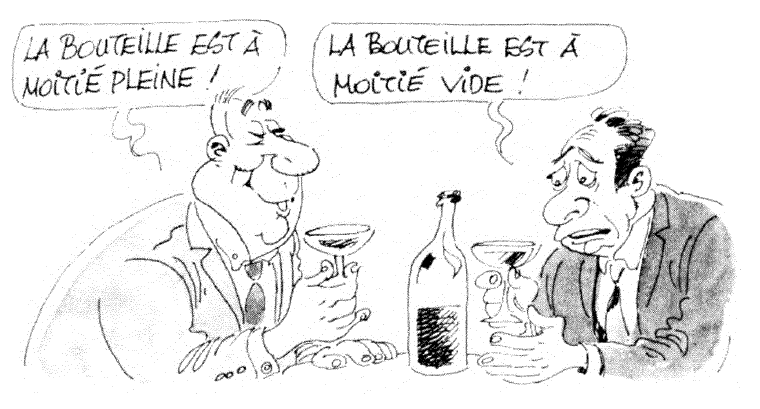 LA BOUTEILLE EST À
MOITIÉ PLEINE !
LA BOUTEILLE EST À
MOITIÉ VIDE !